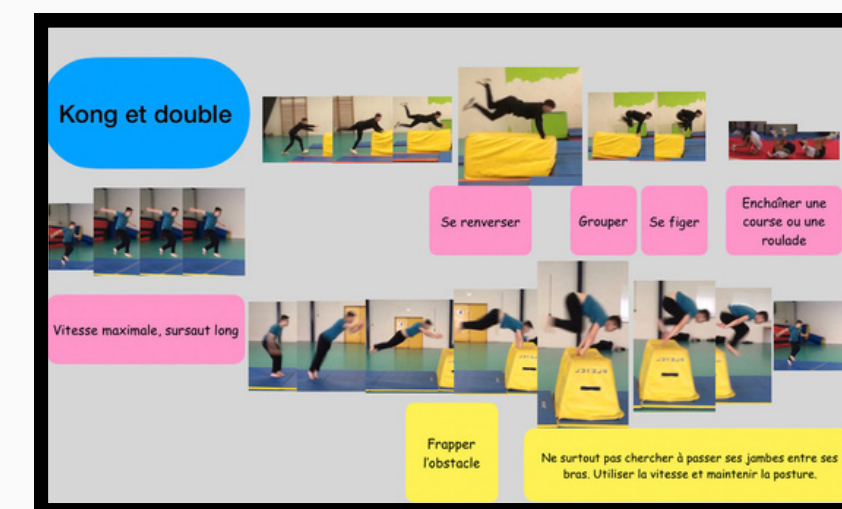 Kong et double
Se renverser
Grouper
Se figer
Enchaîner une
course ou une
roulade
Vitesse maximale, sursaut long
Frapper
l'obstacle
Ne surtout pas chercher à passer ses jambes entre ses
bras. Utiliser la vitesse et maintenir la posture.